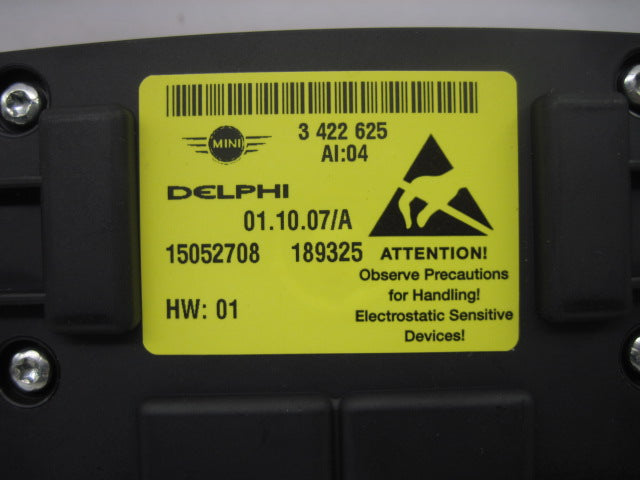 MINI
3 422 625
AI:04
DELPHI
01.10.07/A
15052708 189325
HW: 01
ATTENTION!
Observe Precautions
for Handling!
Electrostatic Sensitive
Devices!